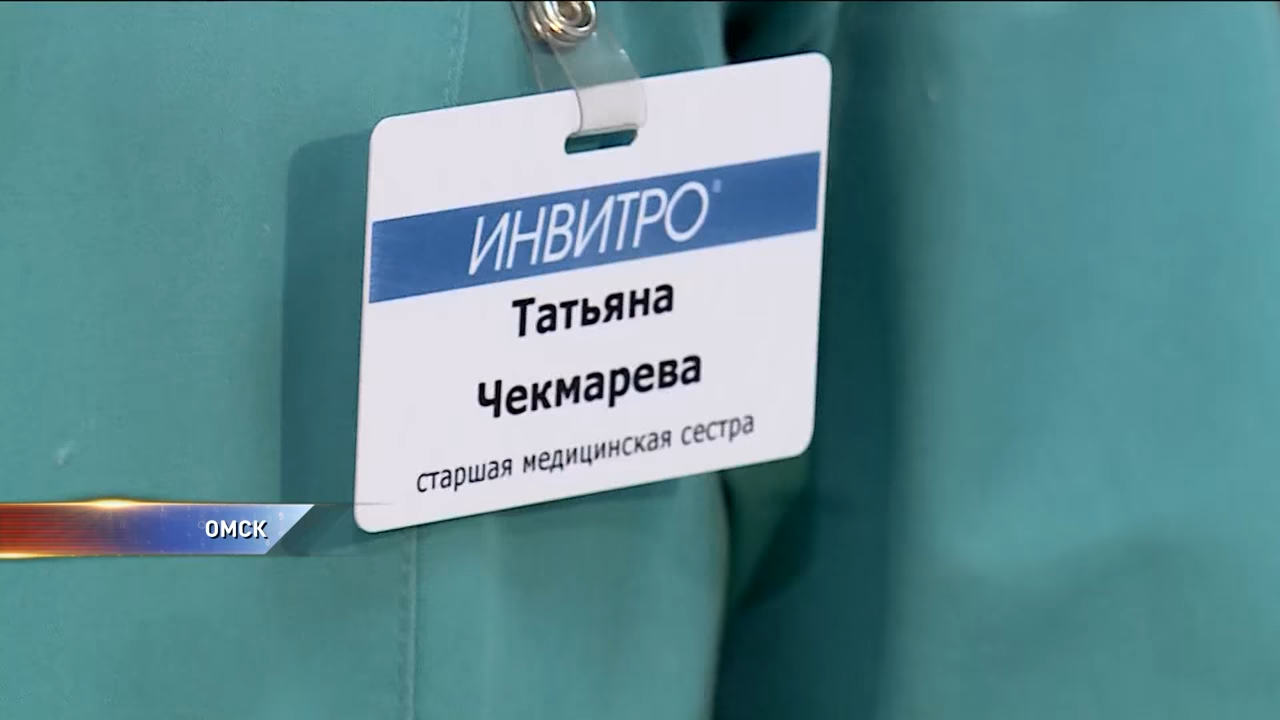 ИНВИТРО®
Татьяна
Чекмарева
старшая медицинская сестра
ОМСК